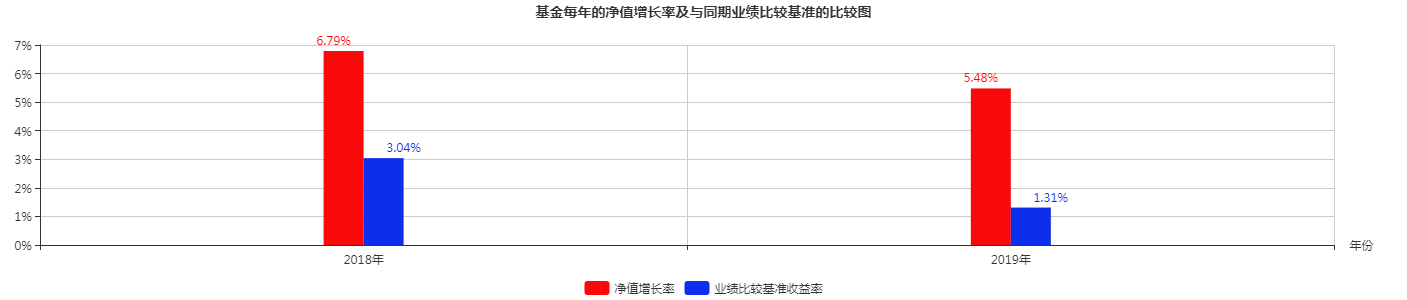 基金每年的净值增长率及与同期业绩比较基准的比较图
7%
6%
5%
4%
3%
2%
1%
0%
6.79%
3.04%
5.48%
1.31%
2018年
2019年
年份
净值增长率
业绩比较基准收益率